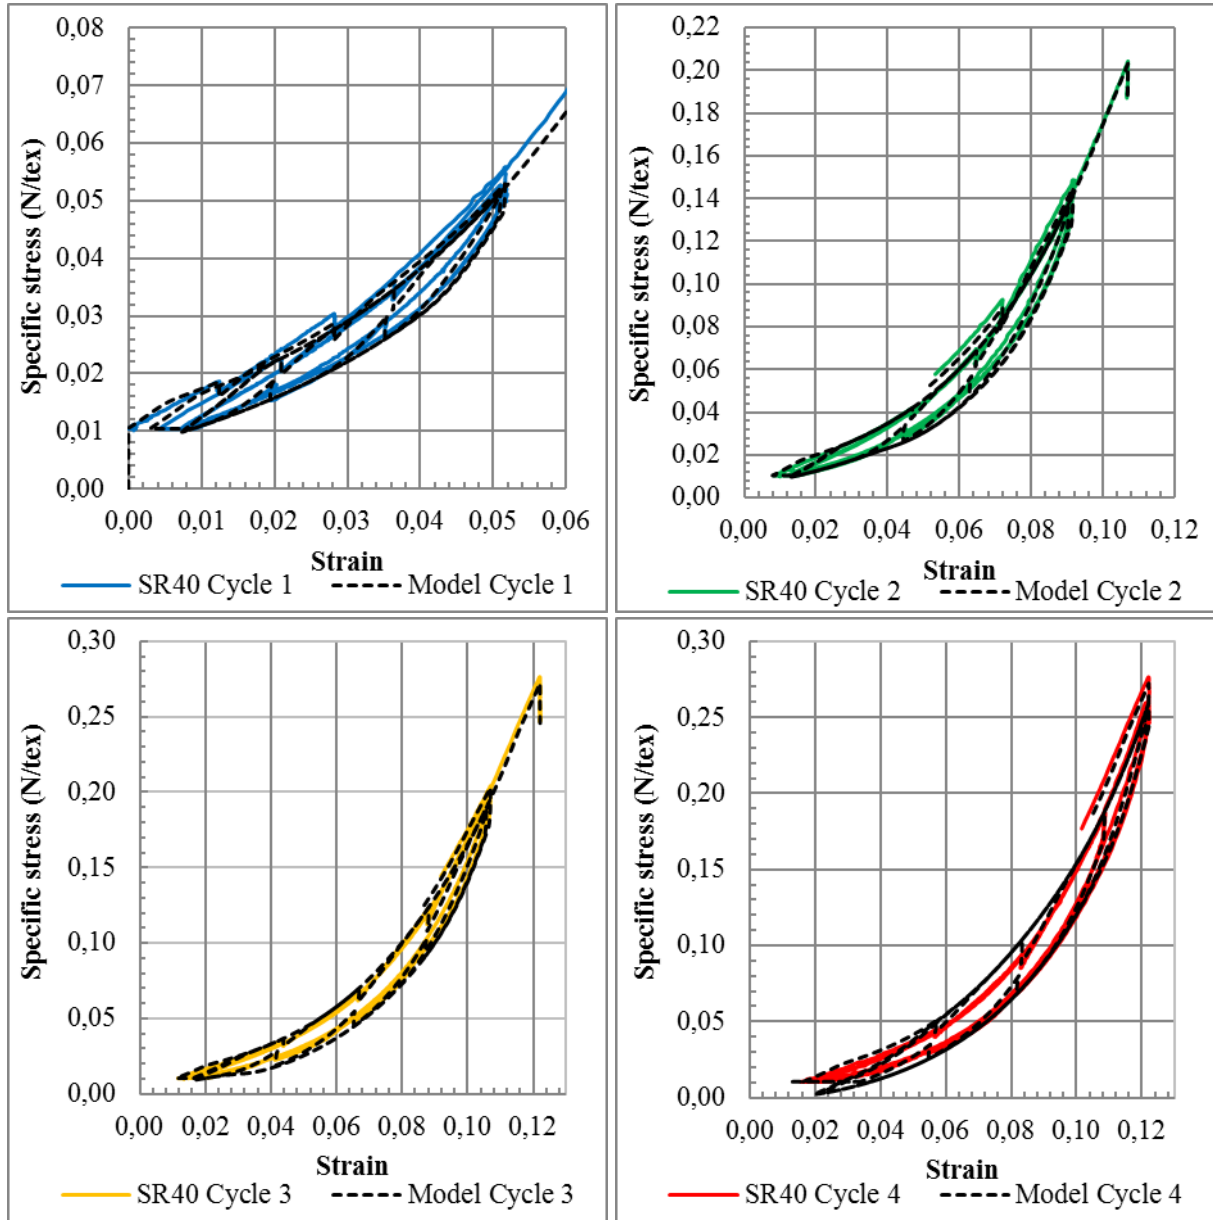 Specific stress (N/tex)
0,08
0,07
0,06
0,05
0,04
0,03
0,02
0,01
0,00
0,00 0,01 0,02 0,03 0,04 0,05 0,06
Strain
SR40 Cycle 1 Model Cycle 1
Specific stress (N/tex)
0,22
0,20
0,18
0,16
0,14
0,12
0,10
0,08
0,06
0,04
0,02
0,00
0,00 0,02 0,04 0,06 0,08 0,10 0,12
Strain
SR40 Cycle 2 Model Cycle 2
Specific stress (N/tex)
0,30
0,25
0,20
0,15
0,10
0,05
0,00
0,00 0,02 0,04 0,06 0,08 0,10 0,12
Strain
SR40 Cycle 3 Model Cycle 3
Specific stress (N/tex)
0,30
0,25
0,20
0,15
0,10
0,05
0,00
0,00 0,02 0,04 0,06 0,08 0,10 0,12
Strain
SR40 Cycle 4 Model Cycle 4